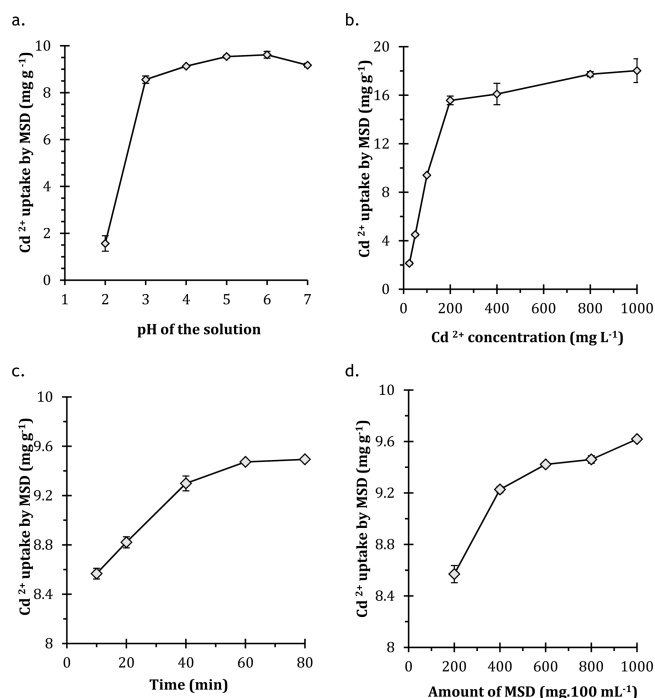 a.
Cd 2+ uptake by MSD (mg g-1)
10
8
6
4
2
0
1 2 3 4 5 6 7
pH of the solution
b.
Cd 2+ uptake by MSD (mg g-1)
20
16
12
8
4
0
0 200 400 600 800 1000
Cd 2+ concentration (mg L-1)
c.
Cd 2+ uptake by MSD (mg g-1)
10
9.6
9.2
8.8
8.4
8
0 20 40 60 80
Time (min)
d.
Cd 2+ uptake by MSD (mg g-1)
10
9.6
9.2
8.8
8.4
8
0 200 400 600 800 1000
Amount of MSD (mg.100 mL-1)